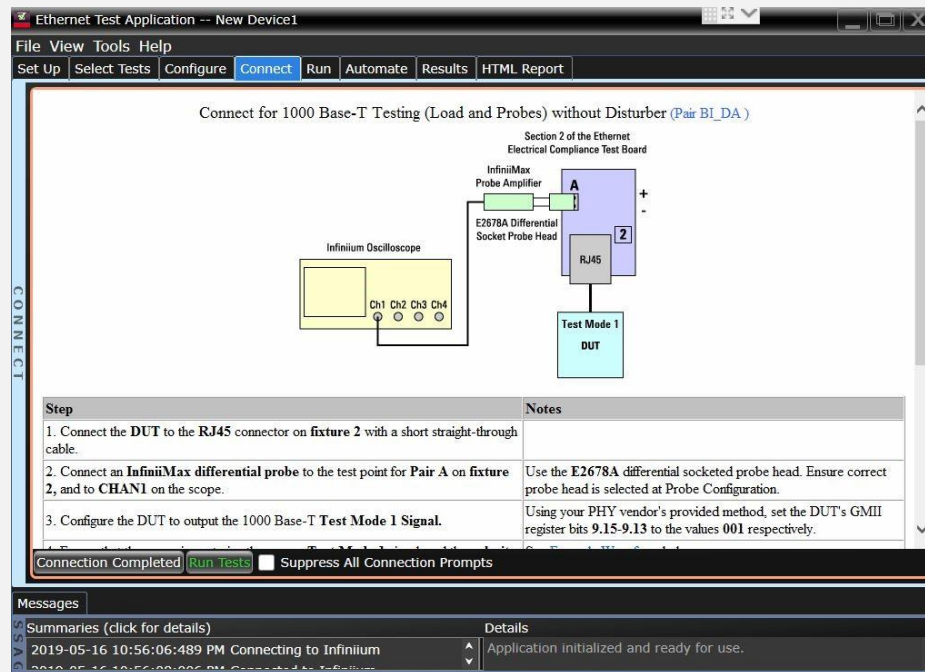 Ethernet Test Application -- New Device1
File View Tools Help
Set Up Select Tests Configure Connect Run Automate Results HTML Report
CONNECT
Connect for 1000 Base-T Testing (Load and Probes) without Disturber (Pair BI_DA )
Section 2 of the Ethernet
Electrical Compliance Test Board
InfiniiMax
Probe Amplifier
A
+
-
E2678A Differential
Socket Probe Head
2
RJ45
Infiniium Oscilloscope
Ch1 Ch2 Ch3 Ch4
Test Mode 1
DUT
Step Notes
1. Connect the DUT to the RJ45 connector on fixture 2 with a short straight-through
cable.
2. Connect an InfiniiMax differential probe to the test point for Pair A on fixture
2, and to CHAN1 on the scope.
Use the E2678A differential socketed probe head. Ensure correct
probe head is selected at Probe Configuration.
3. Configure the DUT to output the 1000 Base-T Test Mode 1 Signal.
Using your PHY vendor's provided method, set the DUT's GMII
register bits 9.15-9.13 to the values 001 respectively.
Connection Completed Run Tests Suppress All Connection Prompts
Messages
Summaries (click for details) Details
2019-05-16 10:56:06:489 PM Connecting to Infiniium
Application initialized and ready for use.